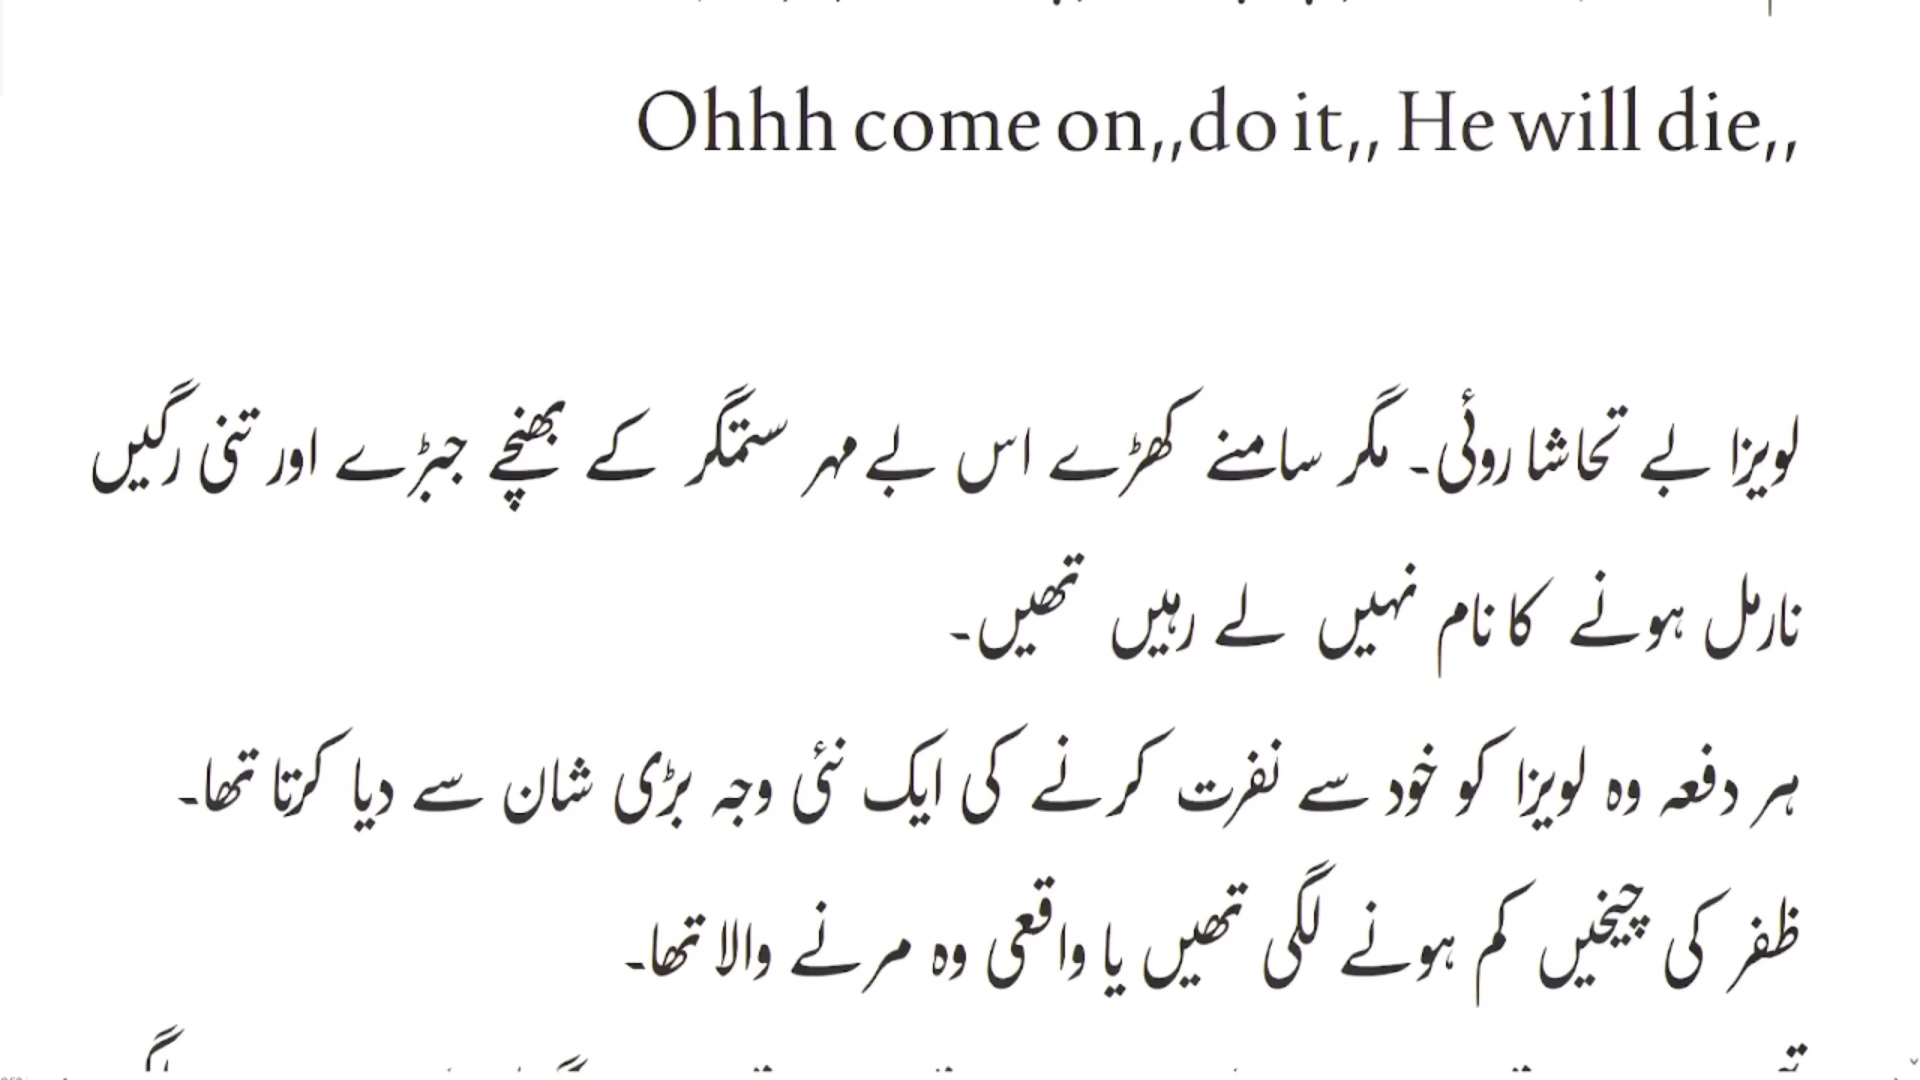 Ohhh come on,,do it,, He will die,,
لویزا بے تحاشا روئی۔ مگر سامنے کھڑے اس بے مہر ستمگر کے بھنچے جبڑے اور تنی رگیں
نارمل ہونے کا نام نہیں لے رہیں تھیں۔
ہر دفعہ وہ لویزا کو خود سے نفرت کرنے کی ایک نئی وجہ بڑی شان سے دیا کرتا تھا۔
ظفر کی چیخیں کم ہونے لگی تھیں یا واقعی وہ مرنے والا تھا۔